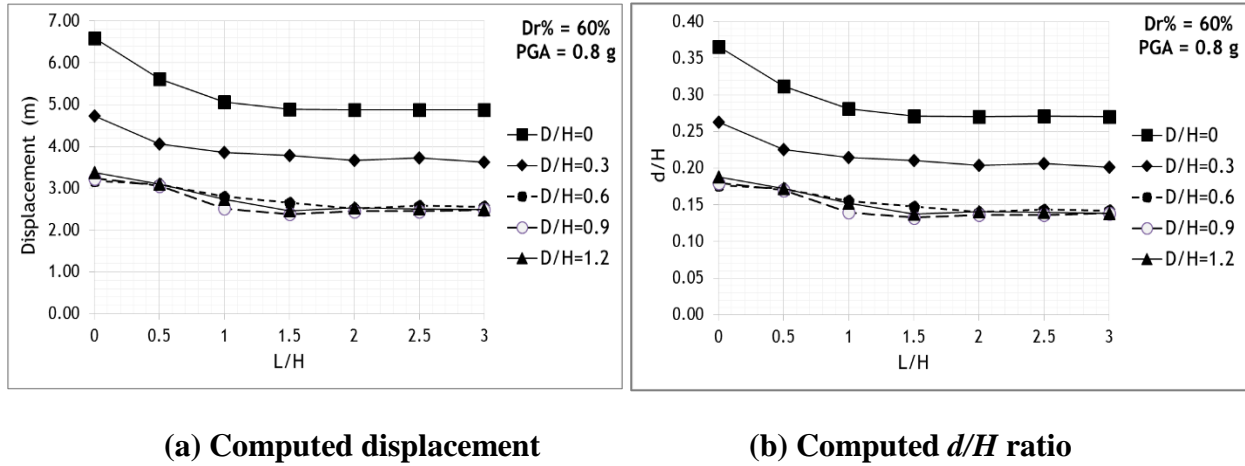 7.00
6.00
5.00
4.00
3.00
2.00
1.00
0.00
Displacement (m)
0 0.5 1 1.5 2 2.5 3
L/H
Dr% = 60%
PGA = 0.8 g
D/H=0
D/H=0.3
D/H=0.6
D/H=0.9
D/H=1.2
0.40
0.35
0.30
0.25
0.20
0.15
0.10
0.05
0.00
d/H
0 0.5 1 1.5 2 2.5 3
L/H
Dr% = 60%
PGA = 0.8 g
D/H=0
D/H=0.3
D/H=0.6
D/H=0.9
D/H=1.2
(a) Computed displacement
(b) Computed d/H ratio